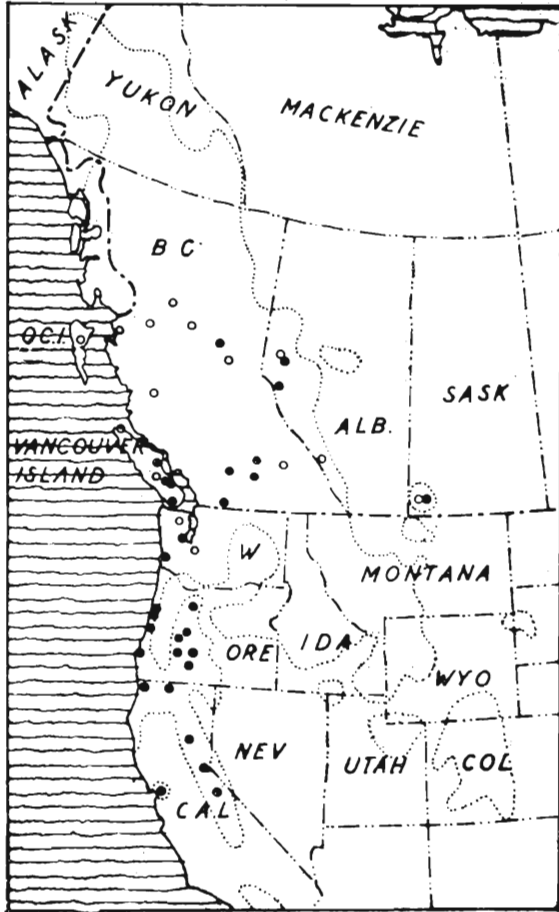 ALASK
YUKON
MACKENZIE
B C
Q.C.I.
SASK
ALB.
VANCOUVER
ISLAND
W
MONTANA
ORE
IDA
WYO
NEV
UTAH
COL
CAL